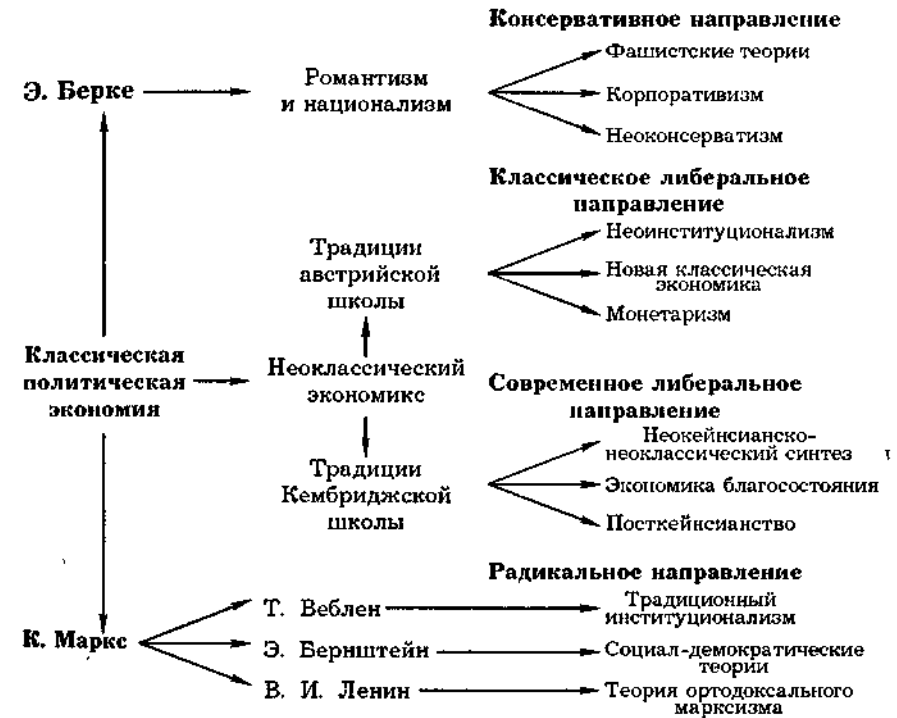 Консервативное направление
Фашистские теории
Э. Берке
Романтизм
и национализм
Корпоративизм
Неоконсерватизм
Классическое либеральное
направление
Неоинституционализм
Традиции
австрийской
школы
Новая классическая
экономика
Монетаризм
Классическая
политическая
экономия
Неоклассический
экономикс
Современное либеральное
направление
Неокейнсианско-
неоклассический синтез
Традиции
Кембриджской
школы
Экономика благосостояния
Посткейнсианство
Радикальное направление
К. Маркс
Т. Веблен
Традиционный
институционализм
Э. Бернштейн
Социал-демократические
теории
В. И. Ленин
Теория ортодоксального
марксизма